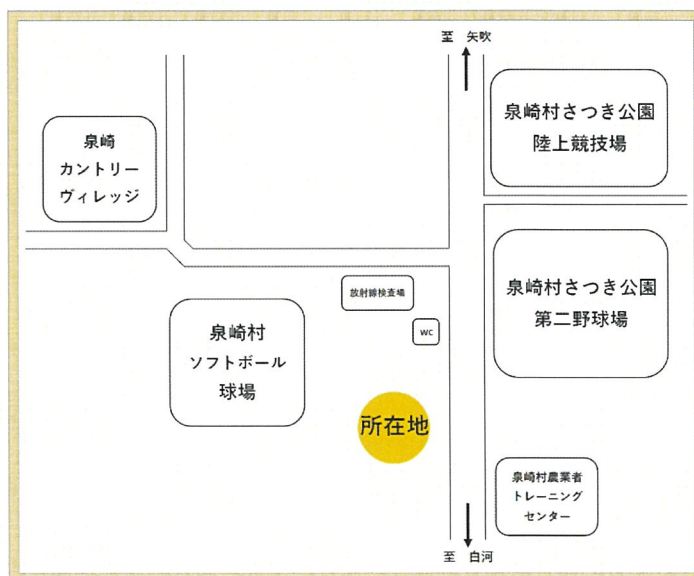 至 矢吹
泉崎村さつき公園
陸上競技場
泉崎
カントリー
ヴィレッジ
放射線検査場
WC
泉崎村さつき公園
第二野球場
泉崎村
ソフトボール
球場
所在地
泉崎村農業者
トレーニング
センター
至 白河